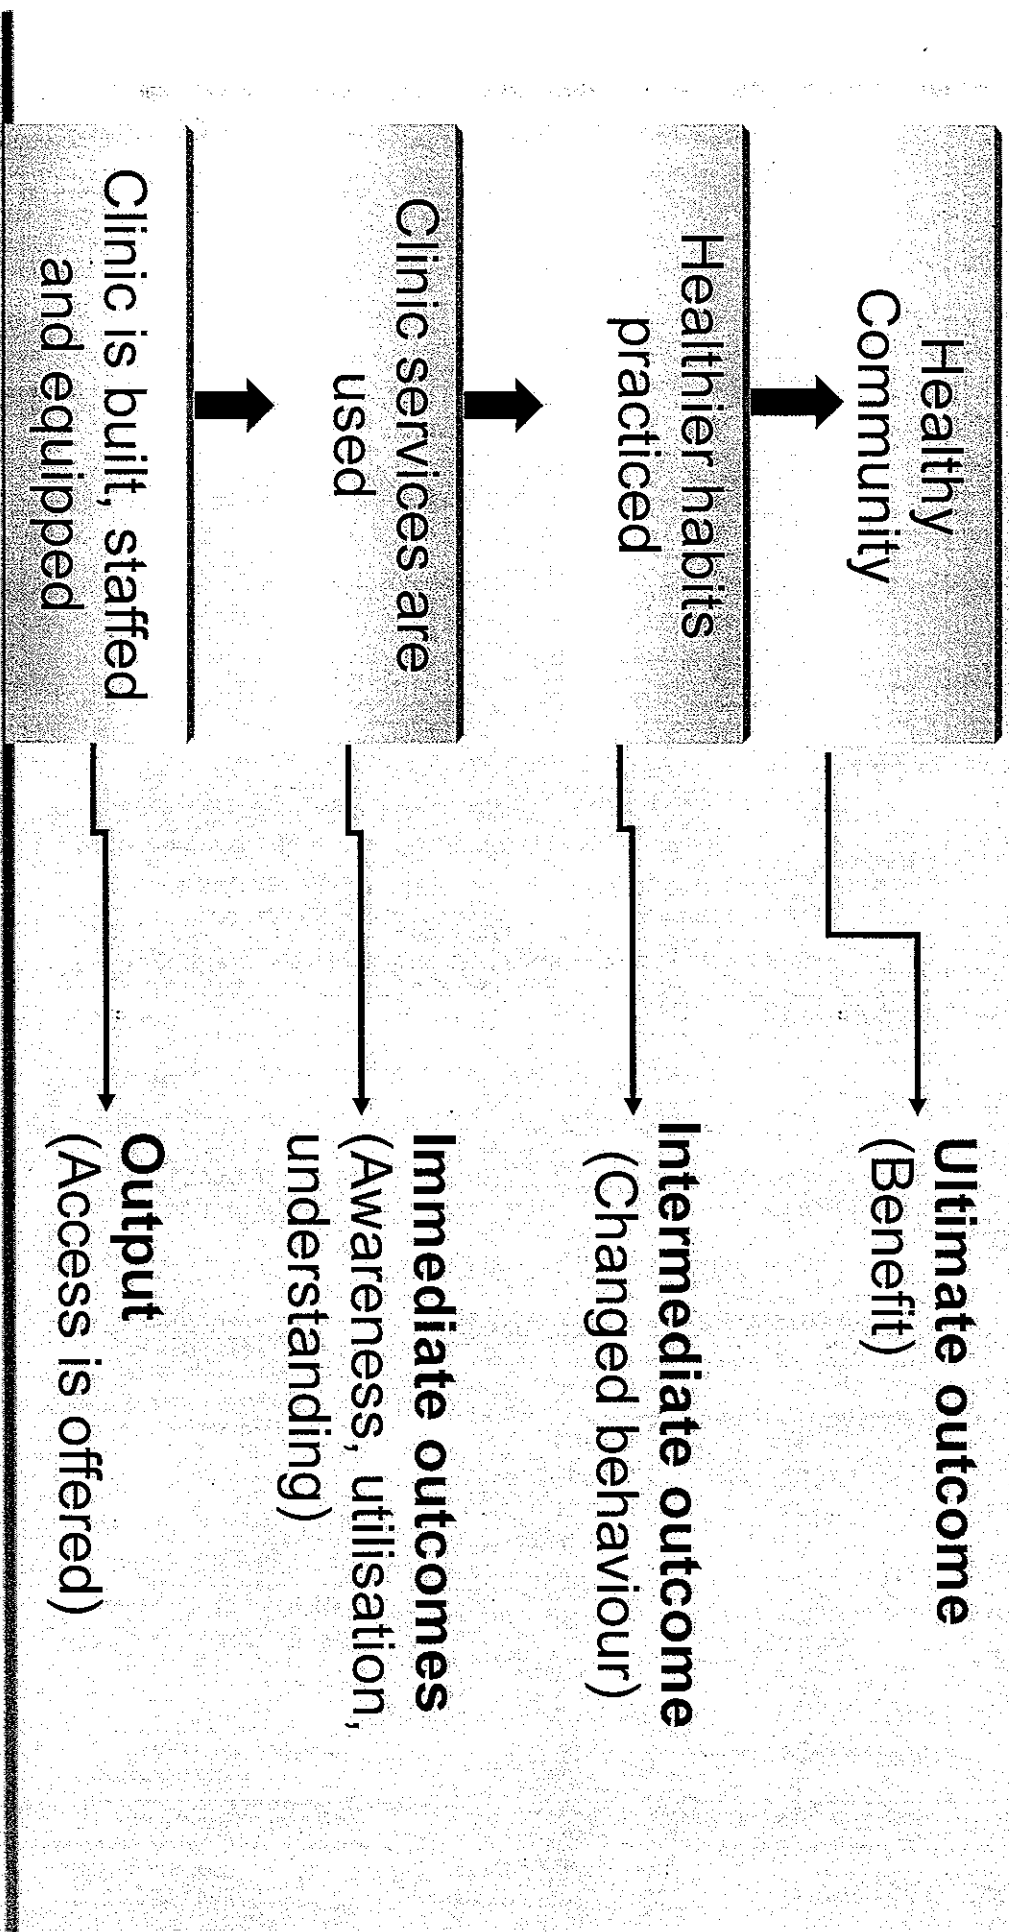 Healthy
Community
Ultimate outcome
(Benefit)
Healthier habits
practiced
Intermediate outcome
(Changed behaviour)
Clinic services are
used
Immediate outcomes
(Awareness, utilisation,
understanding)
Clinic is built, staffed
and equipped
Output
(Access is offered)